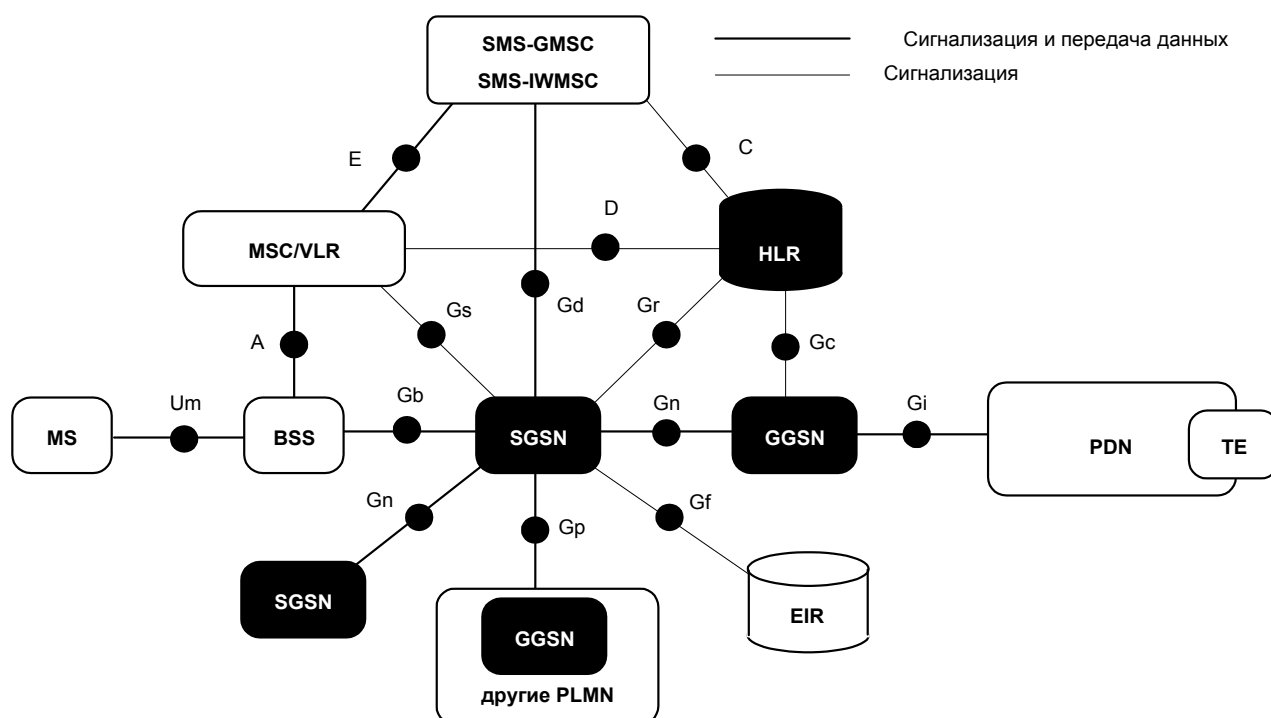 SMS-GMSC
SMS-IWMSC
Сигнализация и передача данных
Сигнализация
E
C
D
MSC/VLR
HLR
Gs
Gd
Gr
A
Gc
Um
Gb
Gn
Gi
MS
BSS
SGSN
GGSN
PDN
TE
Gn
Gp
Gf
SGSN
GGSN
EIR
другие PLMN